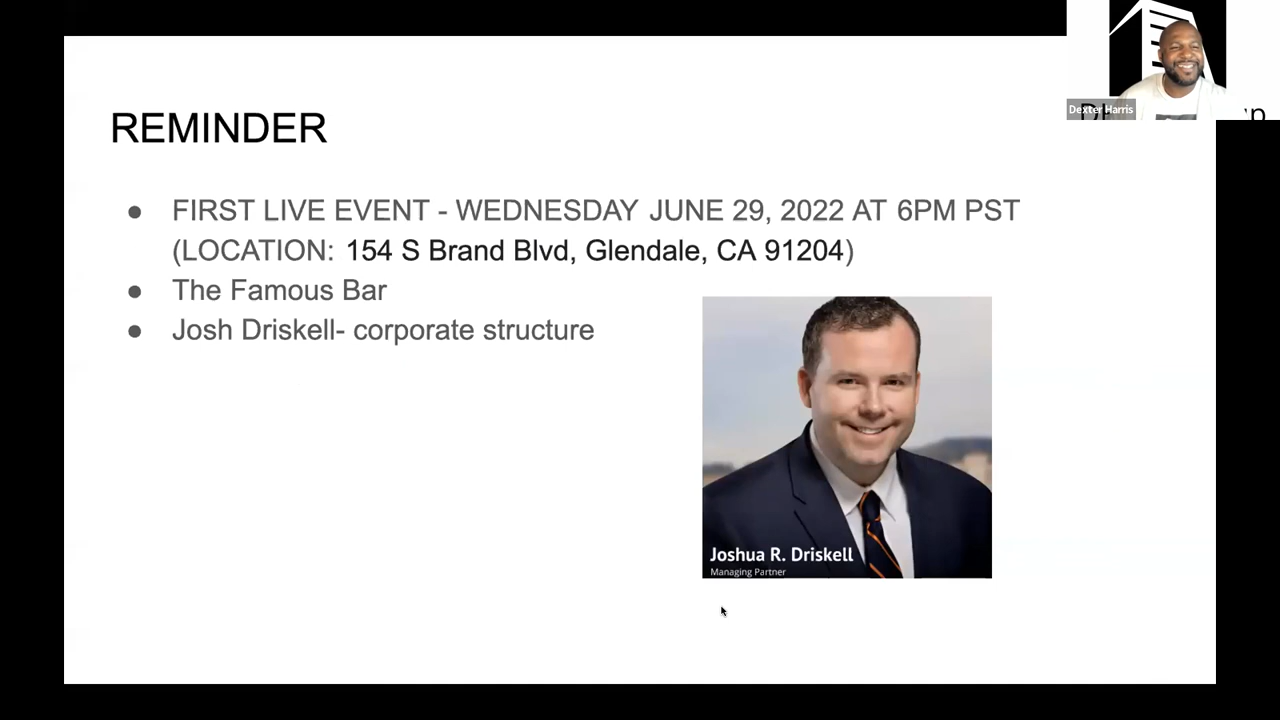 REMINDER
● FIRST LIVE EVENT - WEDNESDAY JUNE 29, 2022 AT 6PM PST
(LOCATION: 154 S Brand Blvd, Glendale, CA 91204)
● The Famous Bar
● Josh Driskell- corporate structure
Joshua R. Driskell
Managing Partner
Dexter Harris